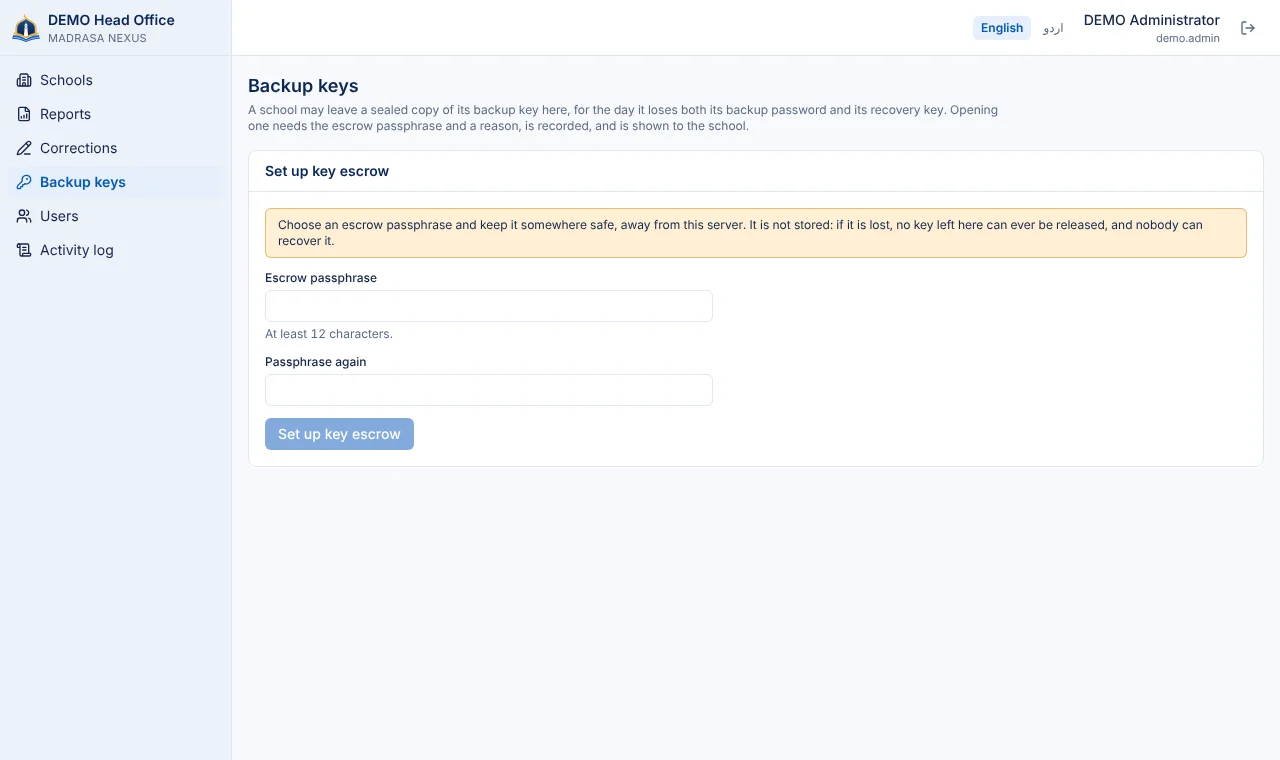 DEMO Head Office
MADRASA NEXUS
English
اردو
DEMO Administrator
demo.admin
Schools
Reports
Corrections
Backup keys
Users
Activity log
Backup keys
A school may leave a sealed copy of its backup key here, for the day it loses both its backup password and its recovery key. Opening
one needs the escrow passphrase and a reason, is recorded, and is shown to the school.
Set up key escrow
Choose an escrow passphrase and keep it somewhere safe, away from this server. It is not stored: if it is lost, no key left here can ever be released, and nobody can
recover it.
Escrow passphrase
At least 12 characters.
Passphrase again
Set up key escrow